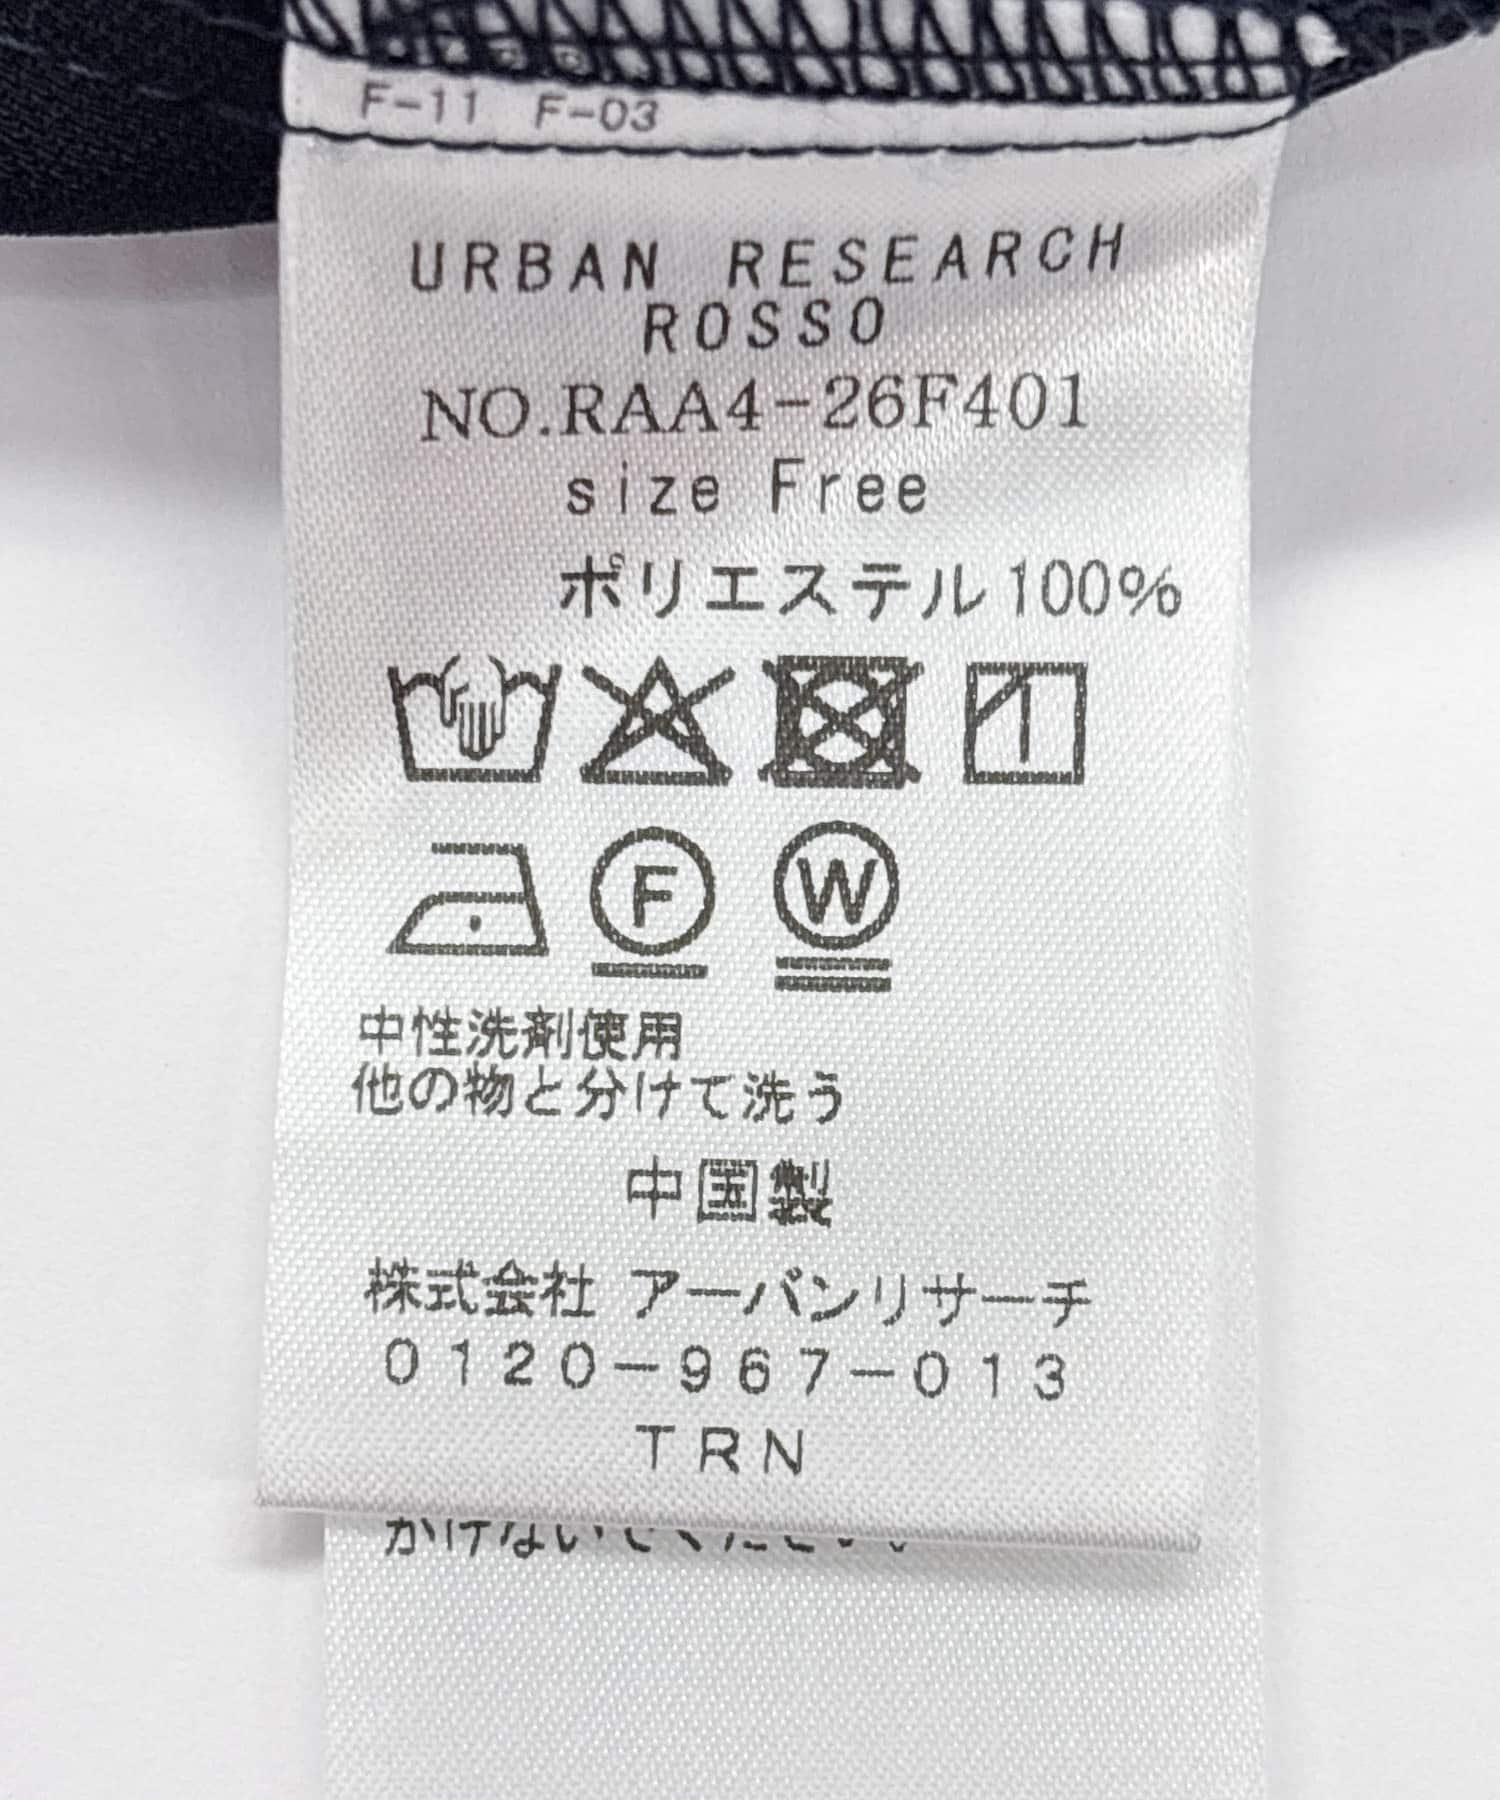 F-11 F-03
URBAN RESEARCH
ROSSO
NO.RAA4-26F401
size Free
ポリエステル100%
F W
中性洗剤使用
他の物と分けて洗う
中国製
株式会社 アーバンリサーチ
0120-967-013
TRN